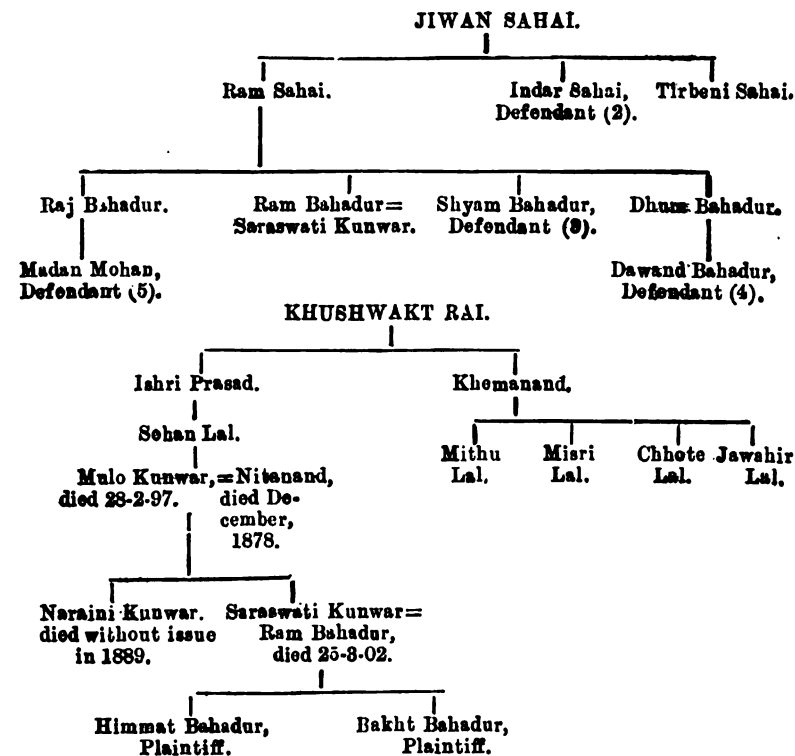 JIWAN SAHAI.
Ram Sahai.
Indar Sahai,
Defendant (2).
Tirbeni Sahai.
Raj Bahadur.
Ram Bahadur=
Saraswati Kunwar.
Shyam Bahadur,
Defendant (3).
Dhum Bahadur.
Madan Mohan,
Defendant (5).
Dawand Bahadur,
Defendant (4).
KHUSHWAKT RAI.
Ishri Prasad.
Khemanand.
Sohan Lal.
Mithu
Lal.
Misri
Lal.
Chhote
Lal.
Jawahir
Lal.
Mulo Kunwar,
died 28-2-97.
=Nitanand,
died De-
cember,
1878.
Naraini Kunwar.
died without issue
in 1889.
Saraswati Kunwar=
Ram Bahadur,
died 25-3-02.
Himmat Bahadur,
Plaintiff.
Bakht Bahadur,
Plaintiff.